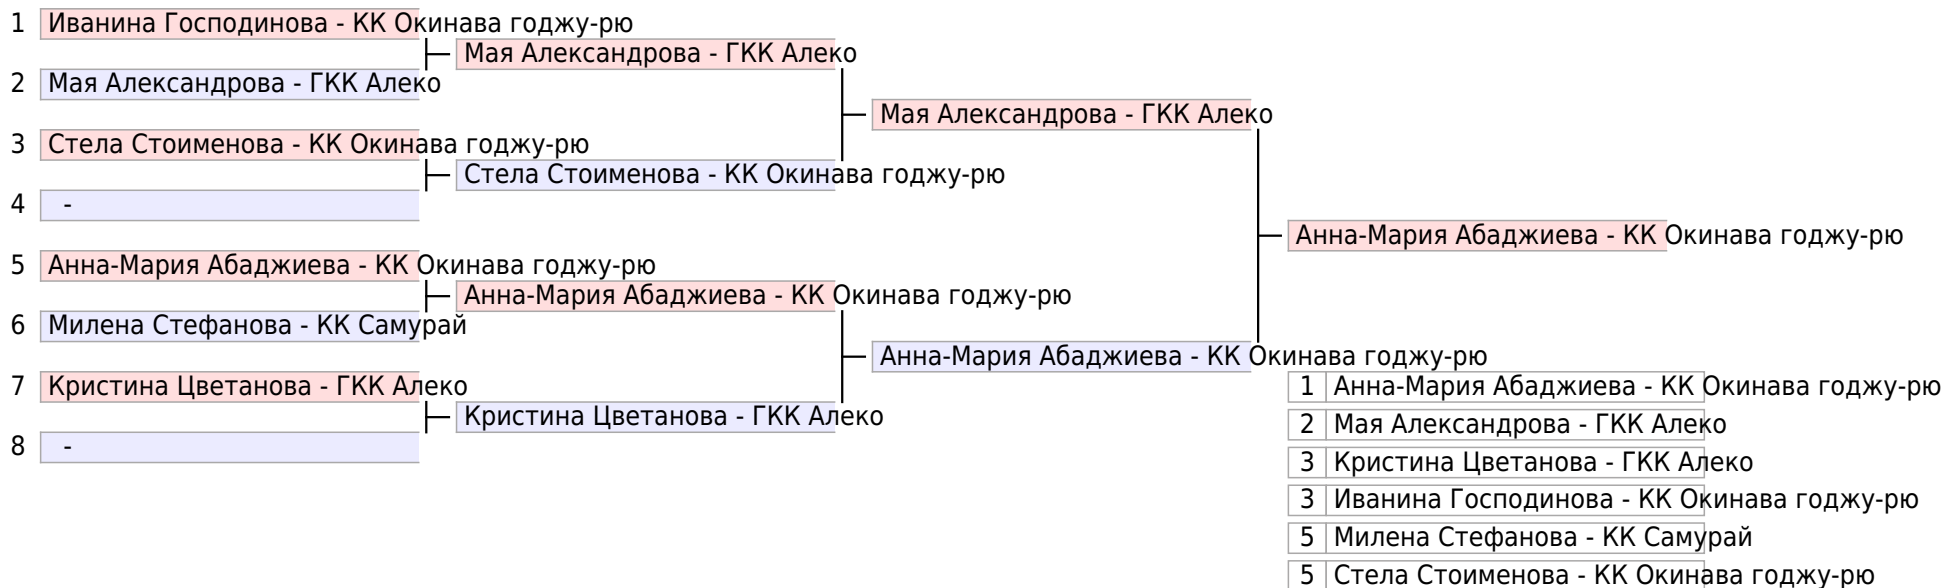 1 Иванина Господинова - КК Окинава годжу-рю
Мая Александрова - ГКК Алеко
2 Мая Александрова - ГКК Алеко
Мая Александрова - ГКК Алеко
3 Стела Стоименова - КК Окинава годжу-рю
Стела Стоименова - КК Окинава годжу-рю
4 -
Анна-Мария Абаджиева - КК Окинава годжу-рю
5 Анна-Мария Абаджиева - КК Окинава годжу-рю
Анна-Мария Абаджиева - КК Окинава годжу-рю
6 Милена Стефанова - КК Самурай
Анна-Мария Абаджиева - КК Окинава годжу-рю
7 Кристина Цветанова - ГКК Алеко
Кристина Цветанова - ГКК Алеко
8 -
1 Анна-Мария Абаджиева - КК Окинава годжу-рю
2 Мая Александрова - ГКК Алеко
3 Кристина Цветанова - ГКК Алеко
3 Иванина Господинова - КК Окинава годжу-рю
5 Милена Стефанова - КК Самурай
5 Стела Стоименова - КК Окинава годжу-рю